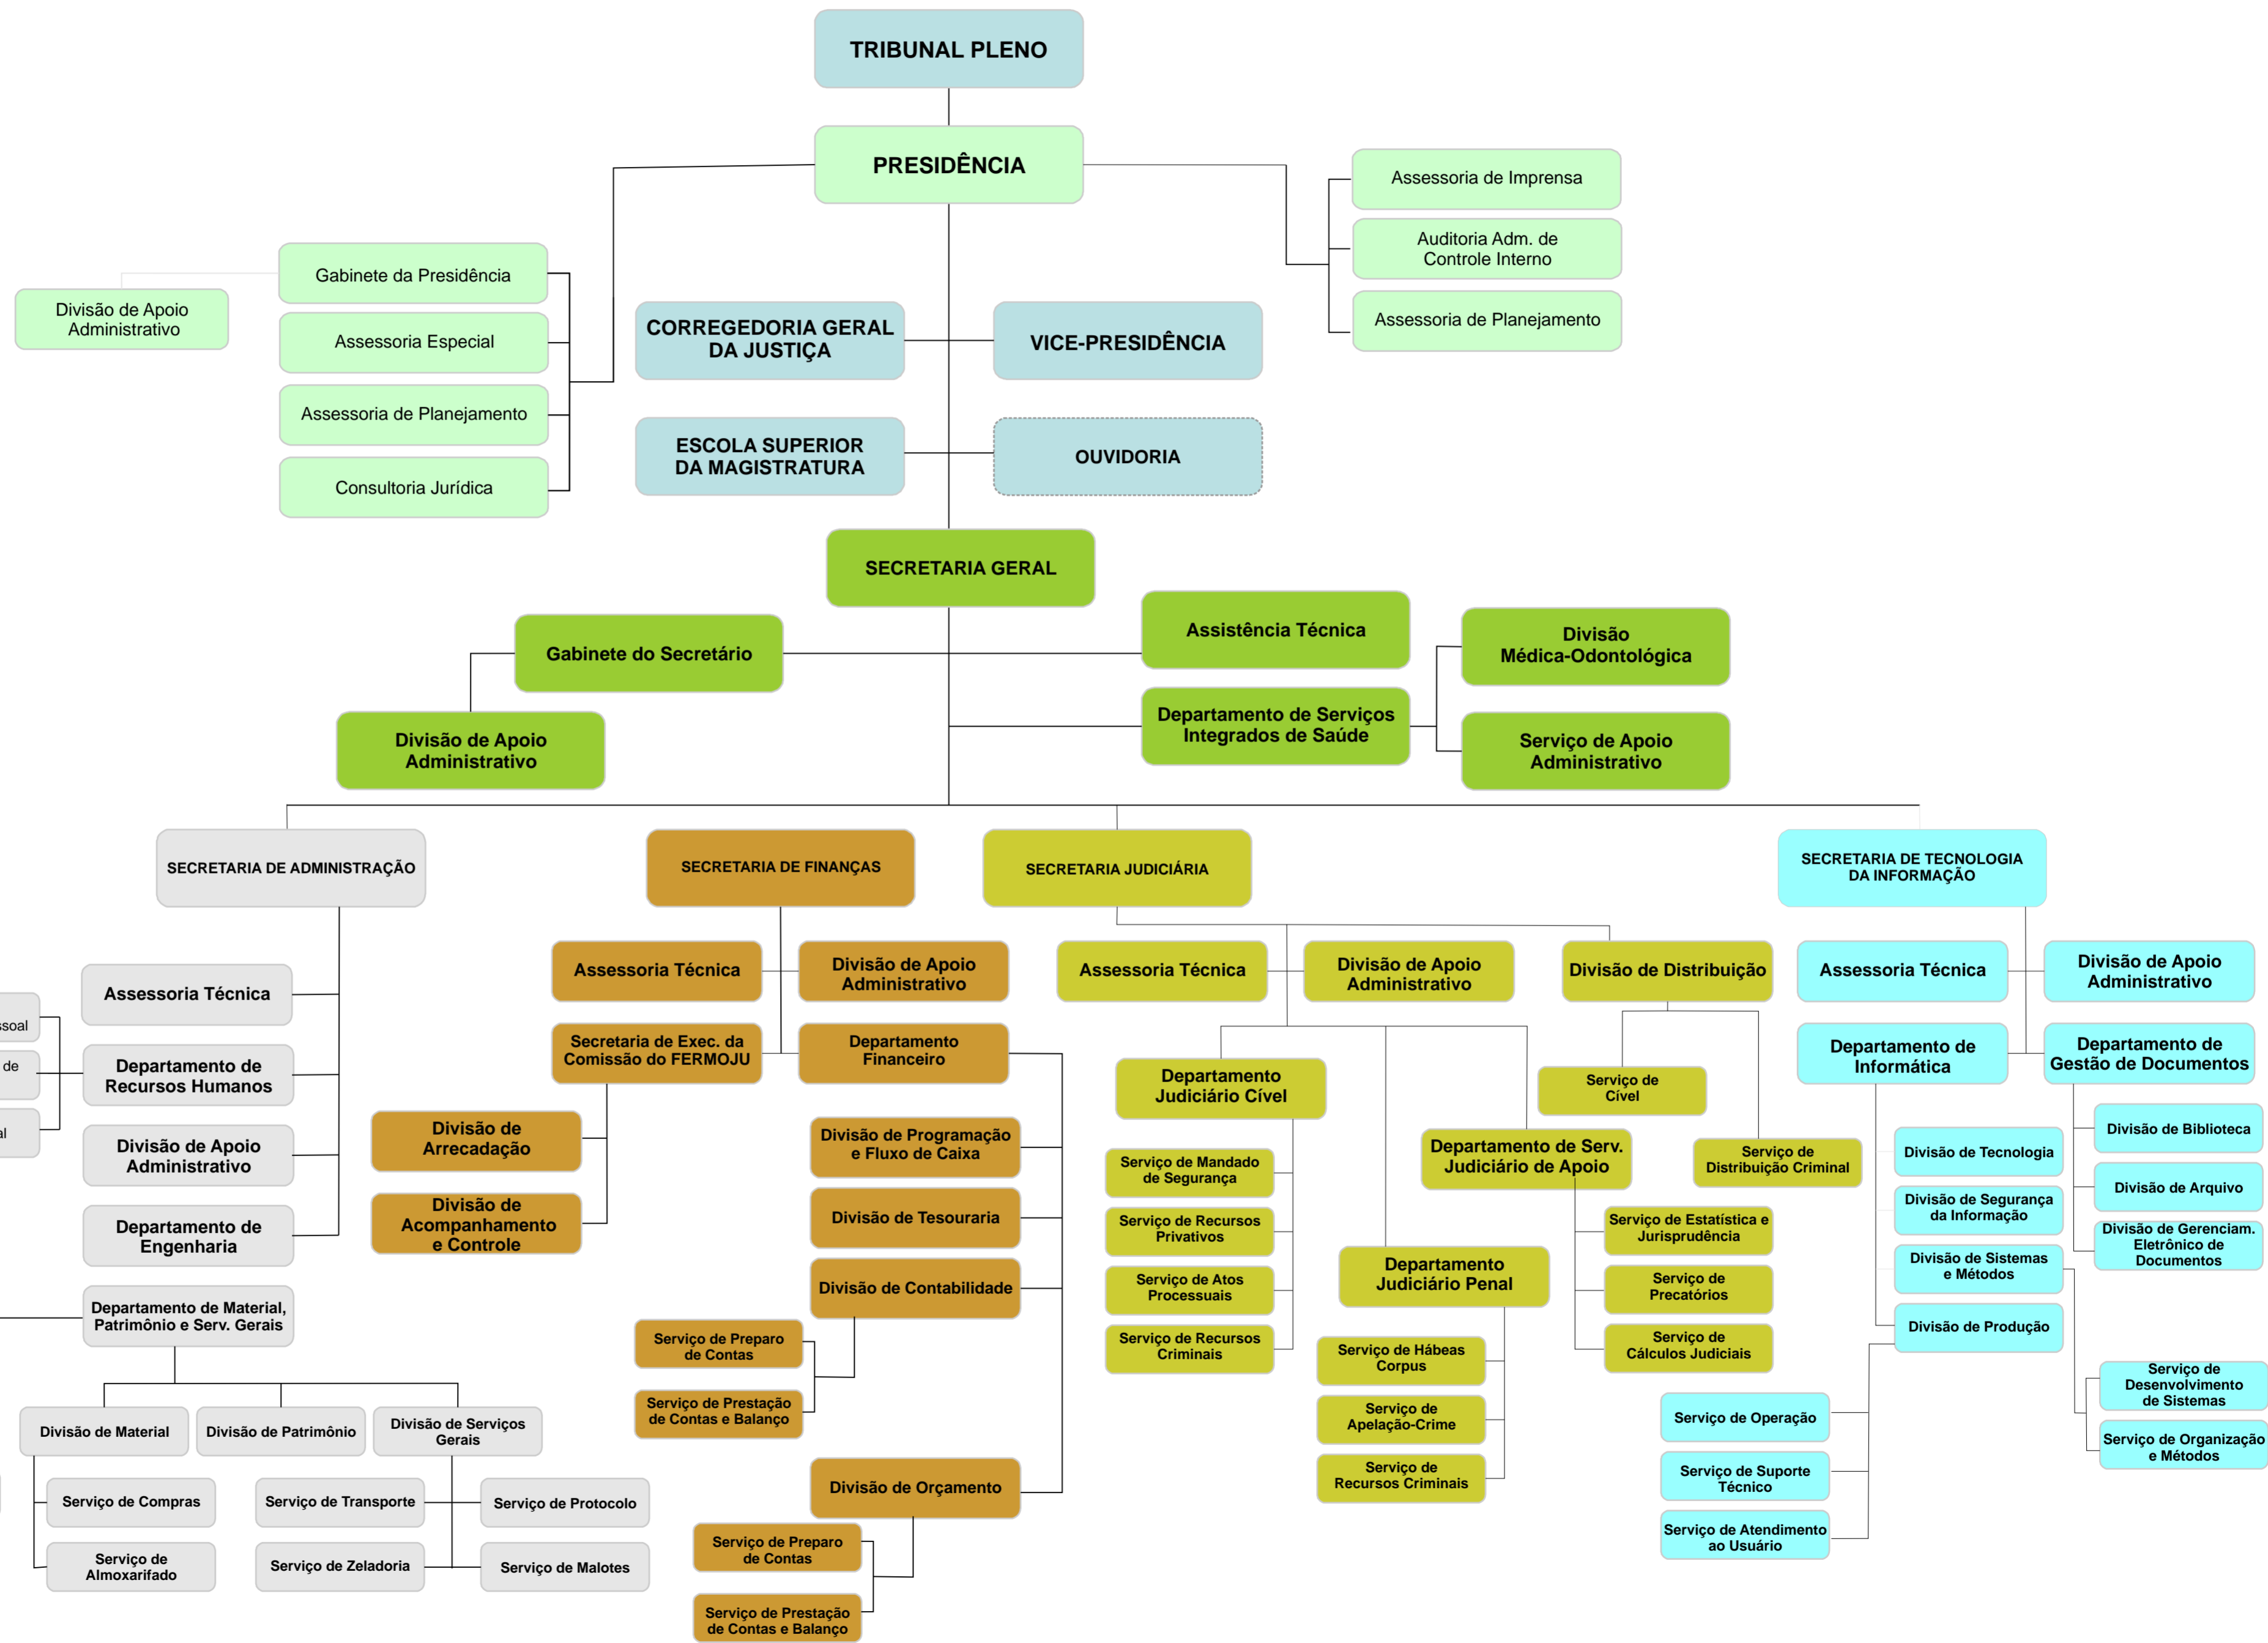 TRIBUNAL PLENO
PRESIDÊNCIA
Assessoria de Imprensa
Auditoria Adm. de
Controle Interno
Assessoria de Planejamento
Gabinete da Presidência
Divisão de Apoio
Administrativo
Assessoria Especial
Assessoria de Planejamento
Consultoria Jurídica
CORREGEDORIA GERAL
DA JUSTIÇA
VICE-PRESIDÊNCIA
ESCOLA SUPERIOR
DA MAGISTRATURA
OUVIDORIA
SECRETARIA GERAL
Gabinete do Secretário
Assistência Técnica
Divisão
Médica-Odontológica
Divisão de Apoio
Administrativo
Departamento de Serviços
Integrados de Saúde
Serviço de Apoio
Administrativo
SECRETARIA DE ADMINISTRAÇÃO
Assessoria Técnica
Departamento de
Recursos Humanos
de
Divisão de Apoio
Administrativo
Departamento de
Engenharia
Departamento de Material,
Patrimônio e Serv. Gerais
Divisão de Material
Divisão de Patrimônio
Divisão de Serviços
Gerais
Serviço de Compras
Serviço de Transporte
Serviço de Protocolo
Serviço de
Almoxarifado
Serviço de Zeladoria
Serviço de Malotes
SECRETARIA DE FINANÇAS
Assessoria Técnica
Divisão de Apoio
Administrativo
Secretaria de Exec. da
Comissão do FERMOJU
Departamento
Financeiro
Divisão de
Arrecadação
Divisão de
Acompanhamento
e Controle
Divisão de Programação
e Fluxo de Caixa
Divisão de Tesouraria
Divisão de Contabilidade
Serviço de Preparo
de Contas
Serviço de Prestação
de Contas e Balanço
Divisão de Orçamento
Serviço de Preparo
de Contas
Serviço de Prestação
de Contas e Balanço
SECRETARIA JUDICIÁRIA
Assessoria Técnica
Divisão de Apoio
Administrativo
Divisão de Distribuição
Departamento
Judiciário Cível
Serviço de
Cível
Departamento de Serv.
Judiciário de Apoio
Serviço de
Distribuição Criminal
Serviço de Mandado
de Segurança
Serviço de Recursos
Privativos
Serviço de Atos
Processuais
Serviço de Recursos
Criminais
Departamento
Judiciário Penal
Serviço de Hábeas
Corpus
Serviço de
Apelação-Crime
Serviço de
Recursos Criminais
Serviço de Estatística e
Jurisprudência
Serviço de
Precatórios
Serviço de
Cálculos Judiciais
SECRETARIA DE TECNOLOGIA
DA INFORMAÇÃO
Assessoria Técnica
Divisão de Apoio
Administrativo
Departamento de
Informática
Departamento de
Gestão de Documentos
Divisão de Tecnologia
Divisão de Segurança
da Informação
Divisão de Sistemas
e Métodos
Divisão de Produção
Divisão de Biblioteca
Divisão de Arquivo
Divisão de Gerenciam.
Eletrônico de
Documentos
Serviço de
Desenvolvimento
de Sistemas
Serviço de Organização
e Métodos
Serviço de Operação
Serviço de Suporte
Técnico
Serviço de Atendimento
ao Usuário